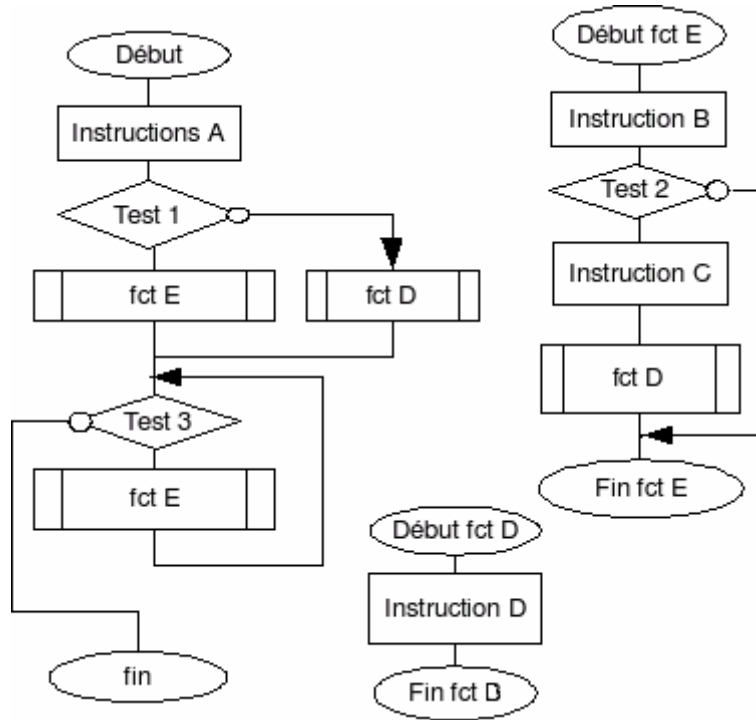 Début
Instructions A
Test 1
fct E
fct D
Test 3
fct E
fin
Début fct E
Instruction B
Test 2
Instruction C
fct D
Fin fct E
Début fct D
Instruction D
Fin fct D